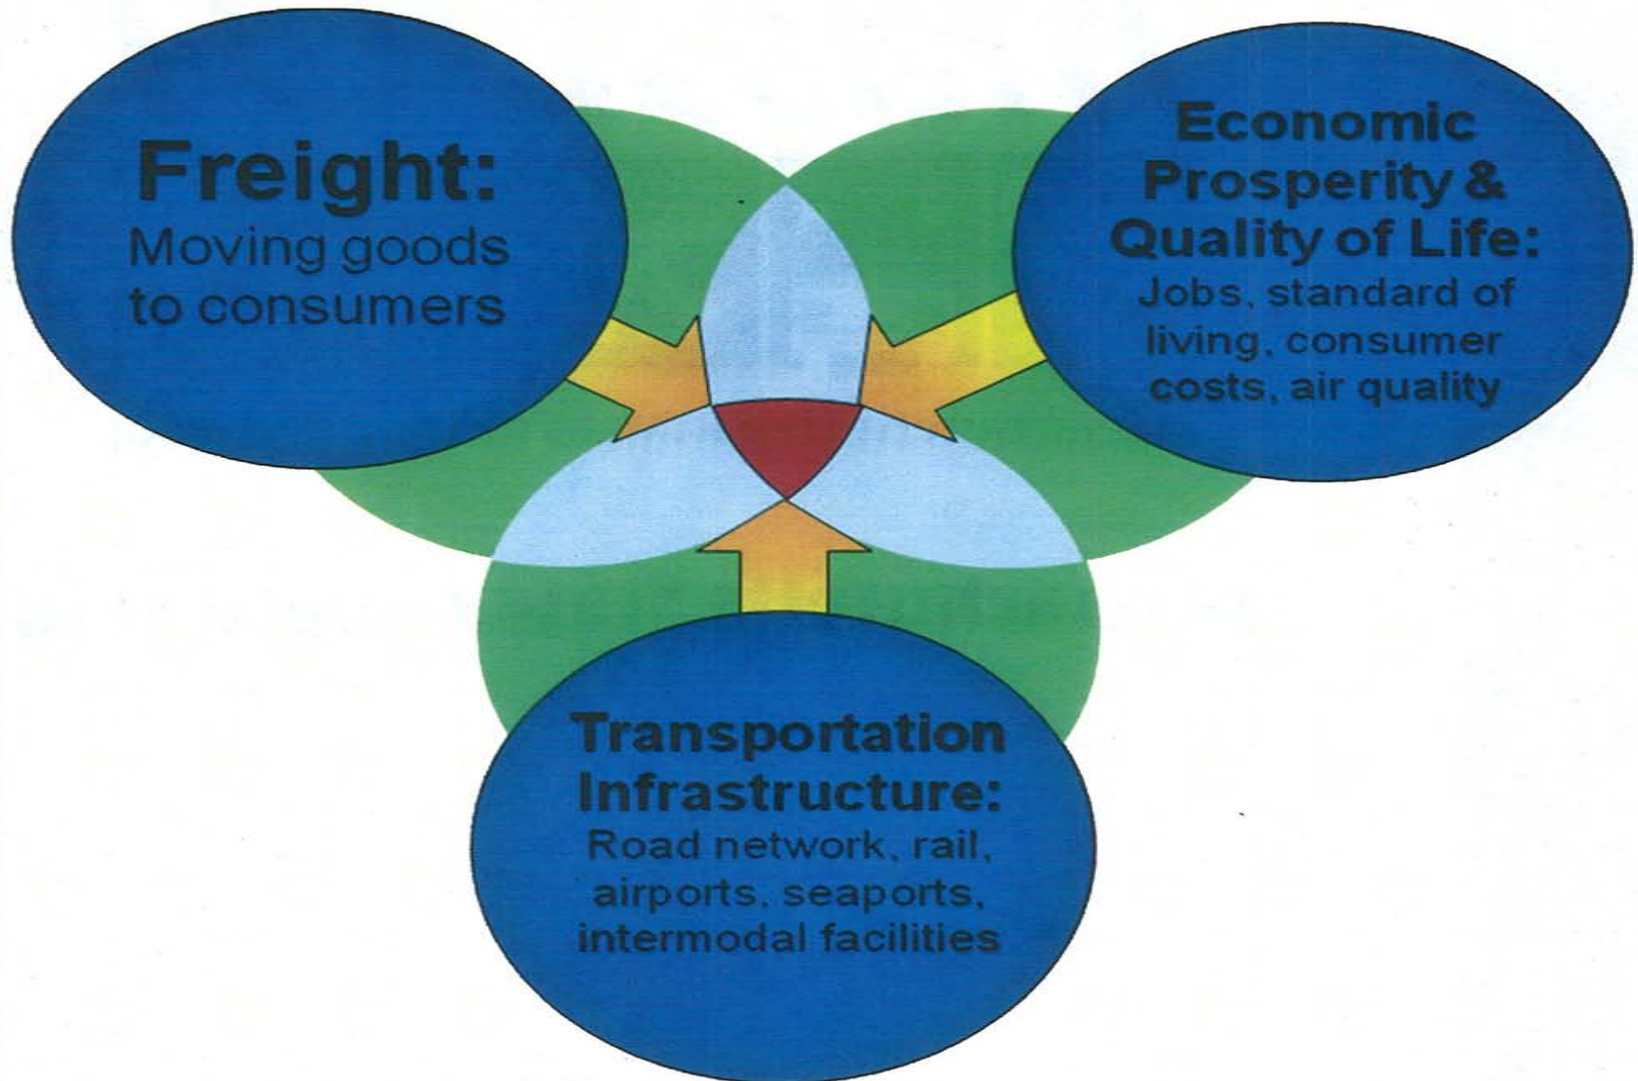 Freight:
Moving goods
to consumers
Economic
Prosperity &
Quality of Life:
Jobs, standard of
living, consumer
costs, air quality
Transportation
Infrastructure:
Road network, rail,
airports, seaports,
intermodal facilities